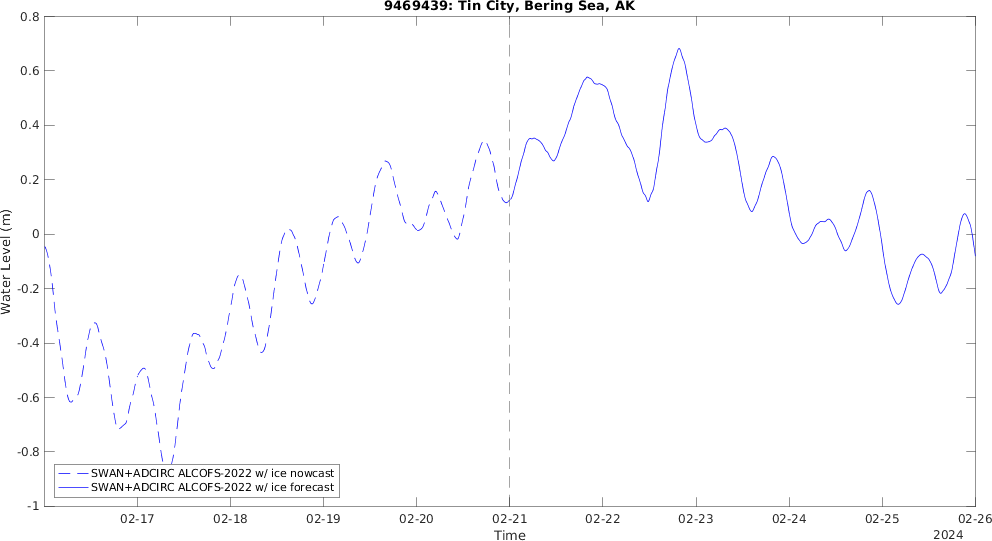 9469439: Tin City, Bering Sea, AK
0.8
0.6
0.4
0.2
0
-0.2
-0.4
-0.6
-0.8
-1
Water Level (m)
SWAN+ADCIRC ALCOFS-2022 w/ ice nowcast
SWAN+ADCIRC ALCOFS-2022 w/ ice forecast
02-17 02-18 02-19 02-20 02-21 02-22 02-23 02-24 02-25 02-26
Time
2024